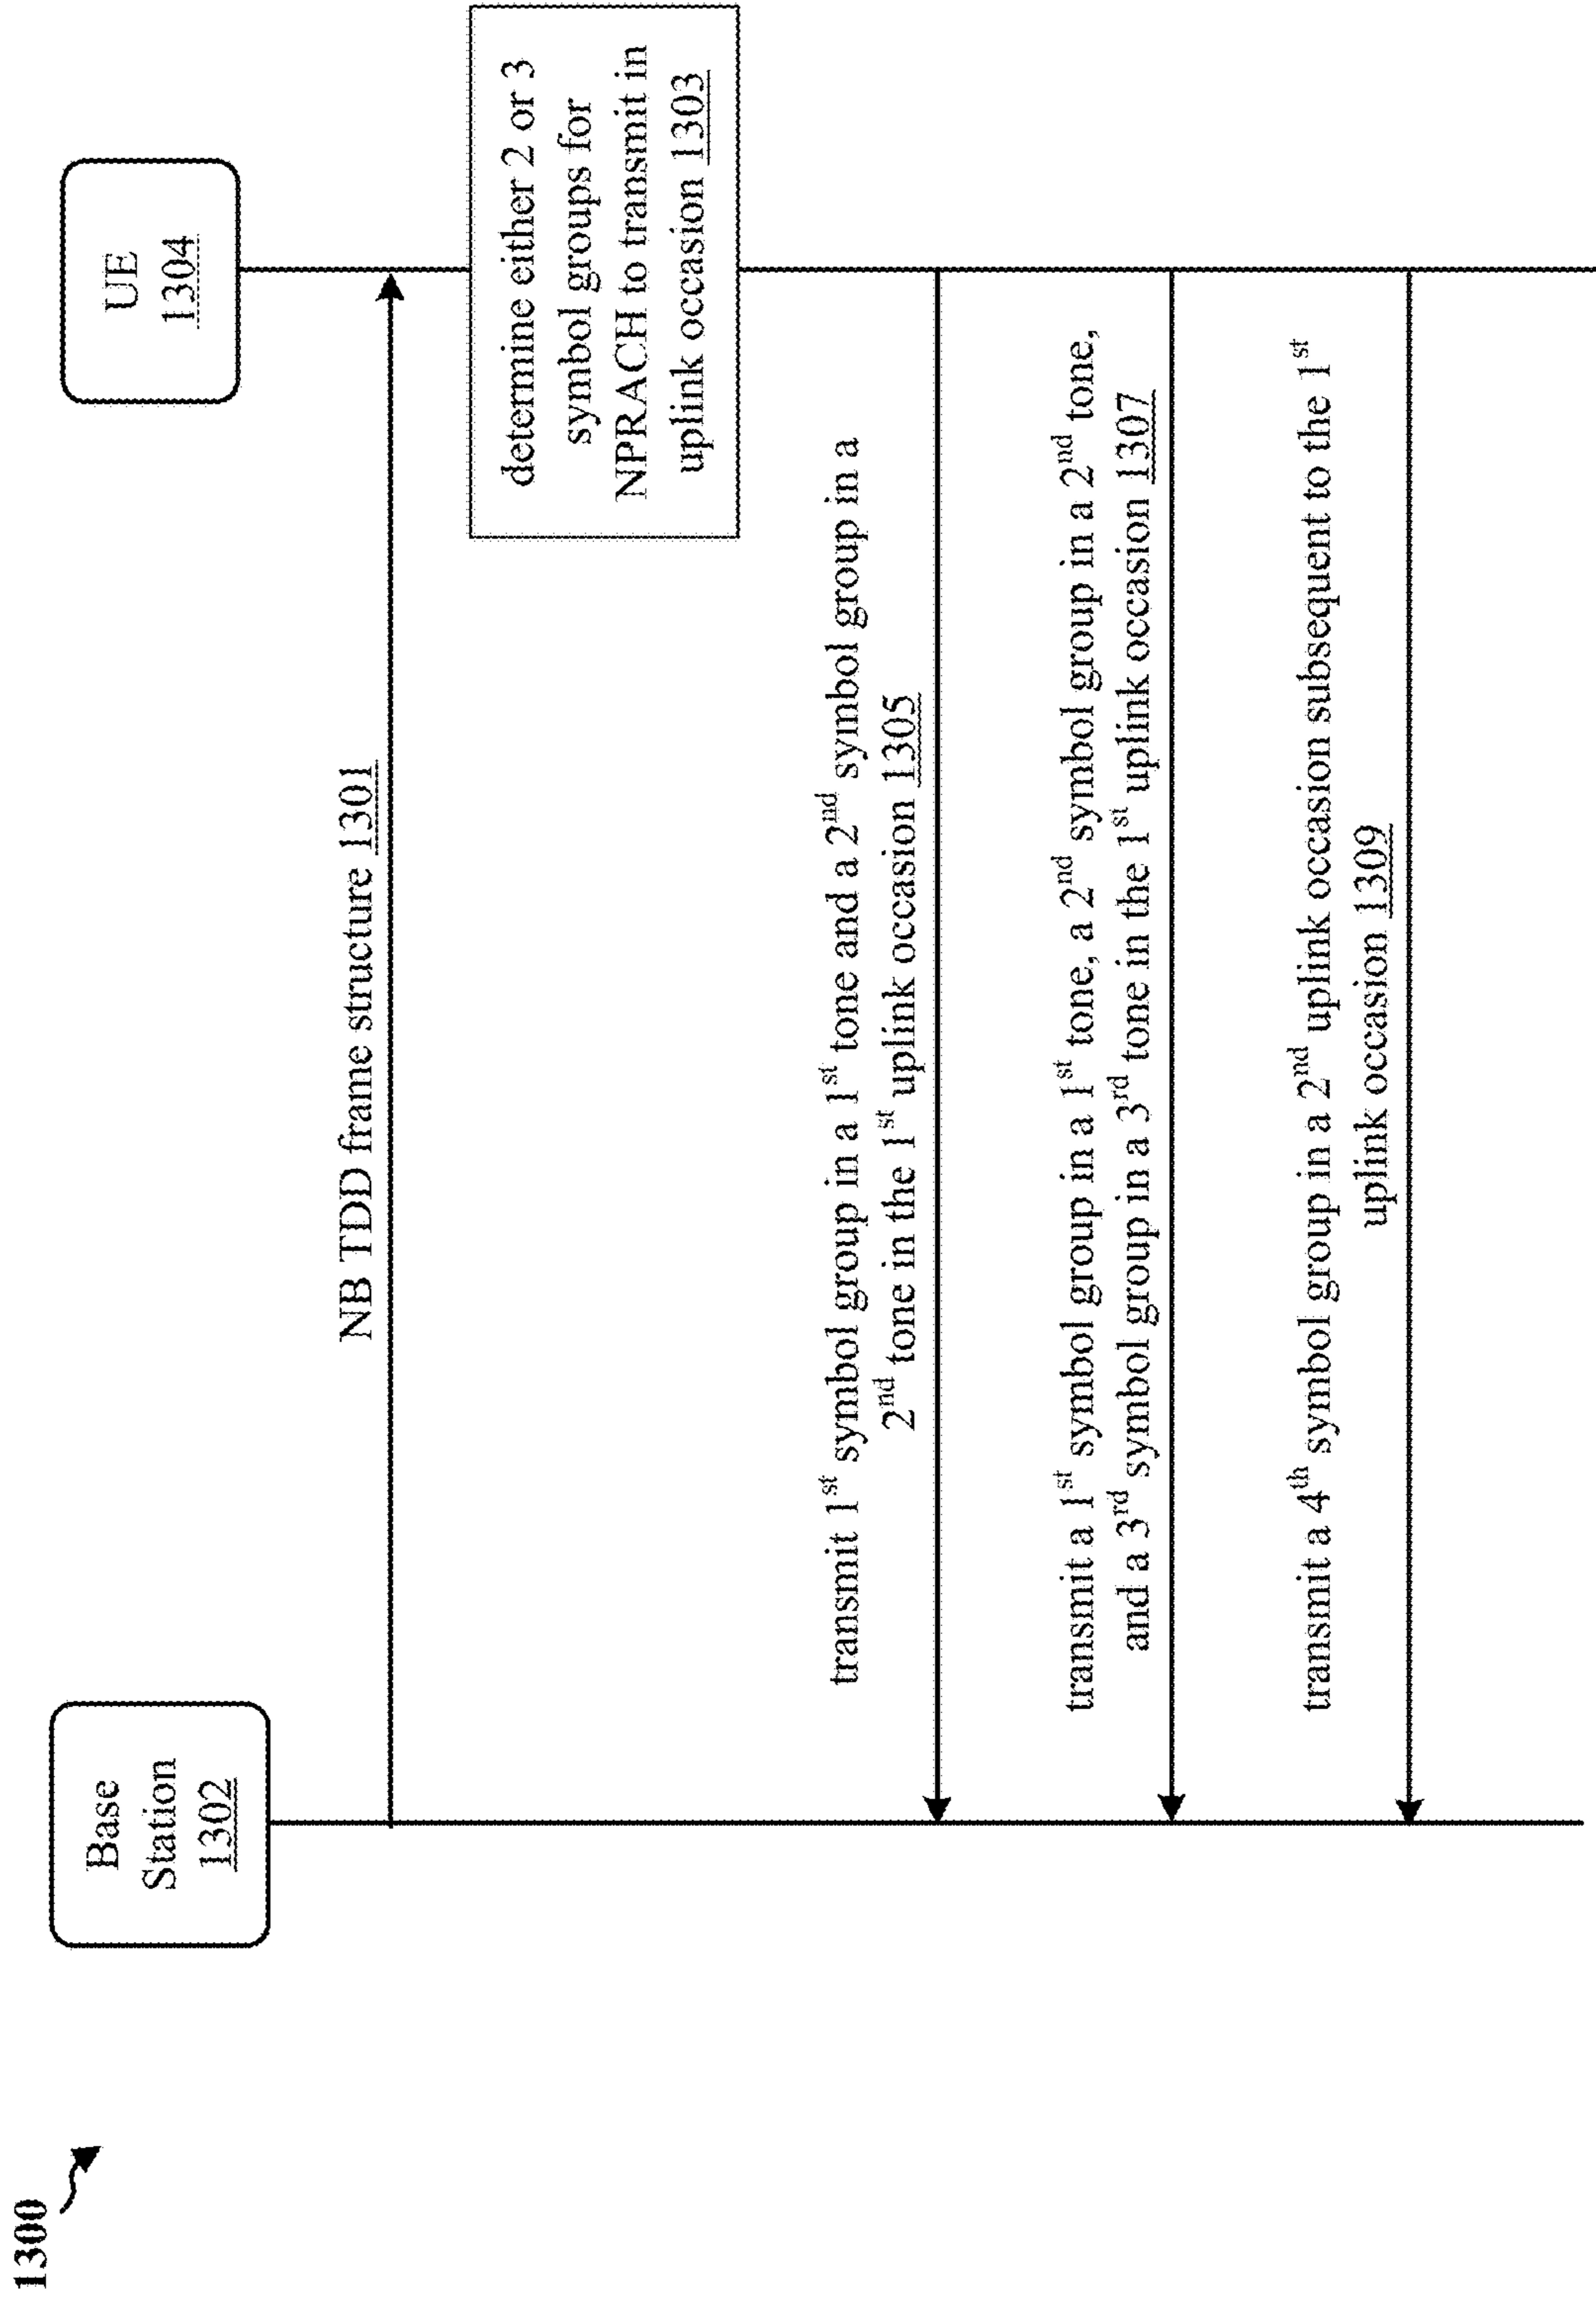 1300
Base
Station
1302
UE
1304
NB TDD frame structure 1301
determine either 2 or 3
symbol groups for
NPRACH to transmit in
uplink occasion 1303
transmit 1st symbol group in a 1st tone and a 2nd symbol group in a
2nd tone in the 1st uplink occasion 1305
transmit a 1st symbol group in a 1st tone, a 2nd symbol group in a 2nd tone,
and a 3rd symbol group in a 3rd tone in the 1st uplink occasion 1307
transmit a 4th symbol group in a 2nd uplink occasion subsequent to the 1st
uplink occasion 1309